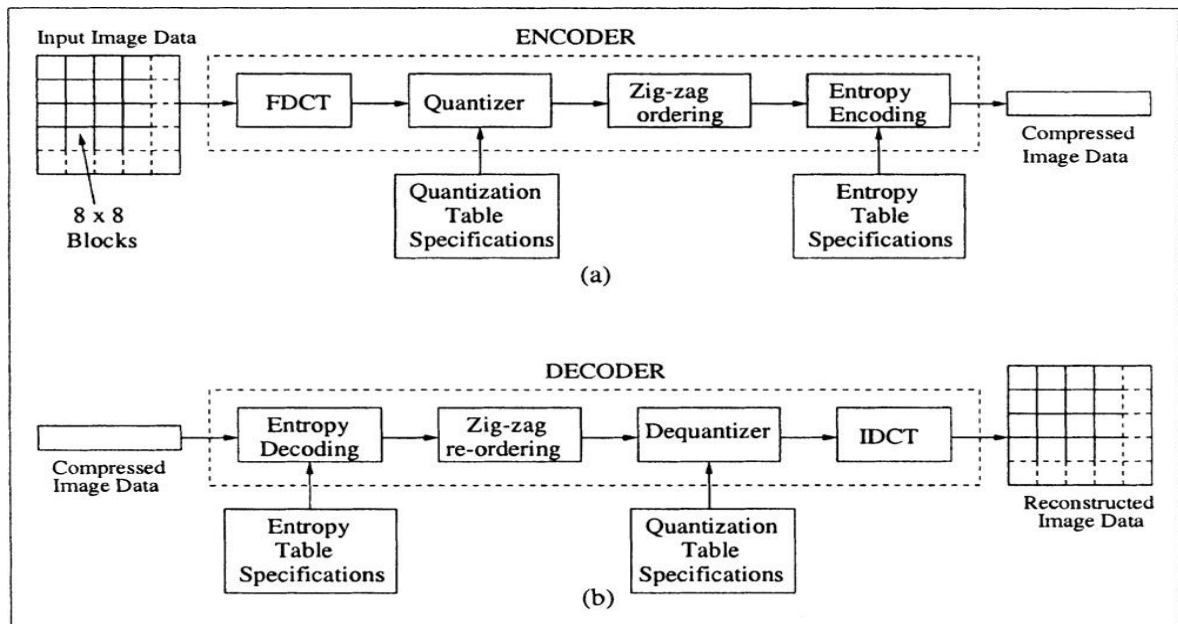 Input Image Data
ENCODER
FDCT
Quantizer
Zig-zag
ordering
Entropy
Encoding
Compressed
Image Data
8 x 8
Blocks
Quantization
Table
Specifications
Entropy
Table
Specifications
(a)
DECODER
Compressed
Image Data
Entropy
Decoding
Zig-zag
re-ordering
Dequantizer
IDCT
Reconstructed
Image Data
Entropy
Table
Specifications
Quantization
Table
Specifications
(b)